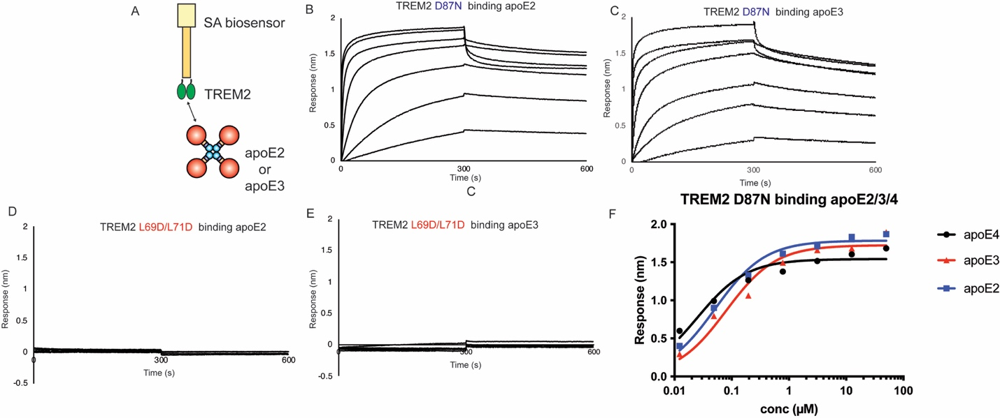 A
SA biosensor
TREM2
apoE2
or
apoE3
B
TREM2 D87N binding apoE2
Response (nm)
2
1.5
1
0.5
0
0
300
600
Time (s)
C
C
TREM2 D87N binding apoE3
Response (nm)
2
1.5
1
0.5
0
0
300
600
Time (s)
D
TREM2 L69D/L71D binding apoE2
Response (nm)
2
1.5
1
0.5
0
-0.5
0
300
600
Time (s)
E
TREM2 L69D/L71D binding apoE3
Response (nm)
2
1.5
1
0.5
0
-0.5
0
300
600
Time (s)
F
TREM2 D87N binding apoE2/3/4
Response (nm)
2.0
1.5
1.0
0.5
0.0
0.01
0.1
1
10
100
conc (µM)
apoE4
apoE3
apoE2